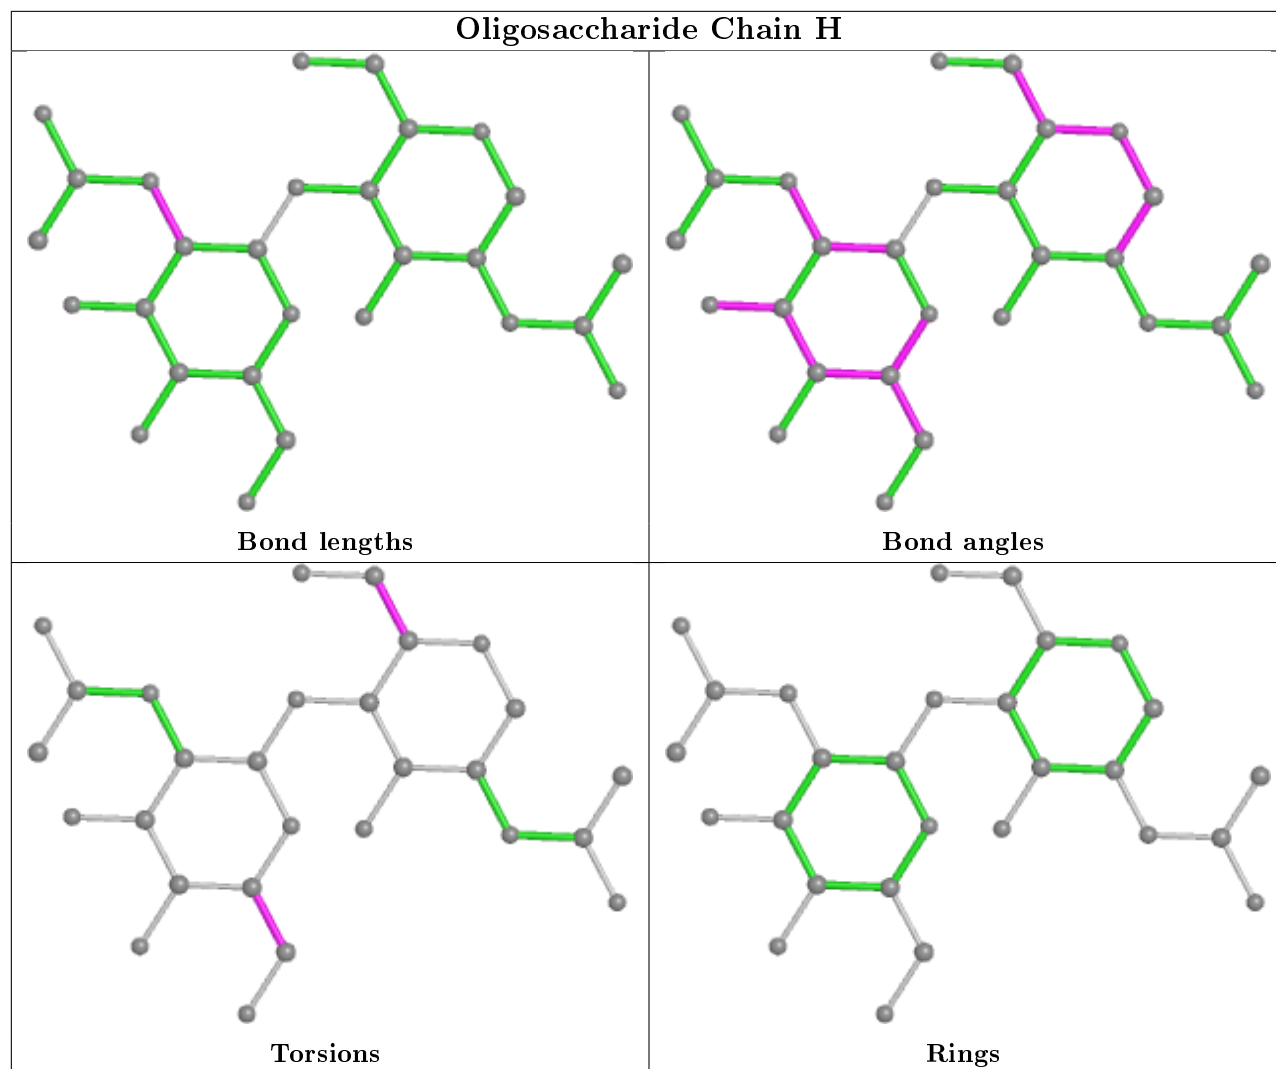 Oligosaccharide Chain H
Bond lengths
Bond angles
Torsions
Rings